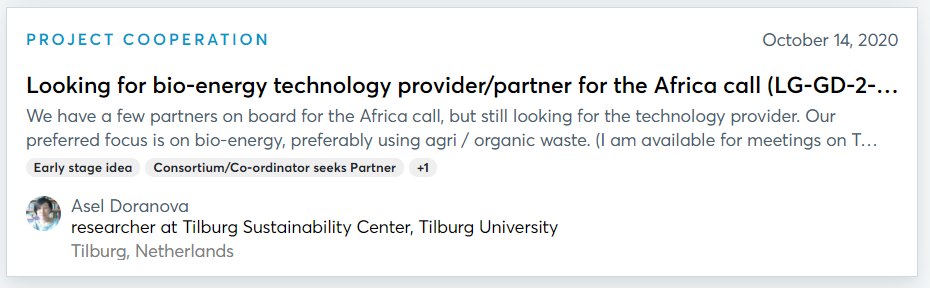 PROJECT COOPERATION
October 14, 2020
Looking for bio-energy technology provider/partner for the Africa call (LG-GD-2-…
We have a few partners on board for the Africa call, but still looking for the technology provider. Our
preferred focus is on bio-energy, preferably using agri / organic waste. (I am available for meetings on T…
Early stage idea Consortium/Co-ordinator seeks Partner +1
Asel Doranova
researcher at Tilburg Sustainability Center, Tilburg University
Tilburg, Netherlands